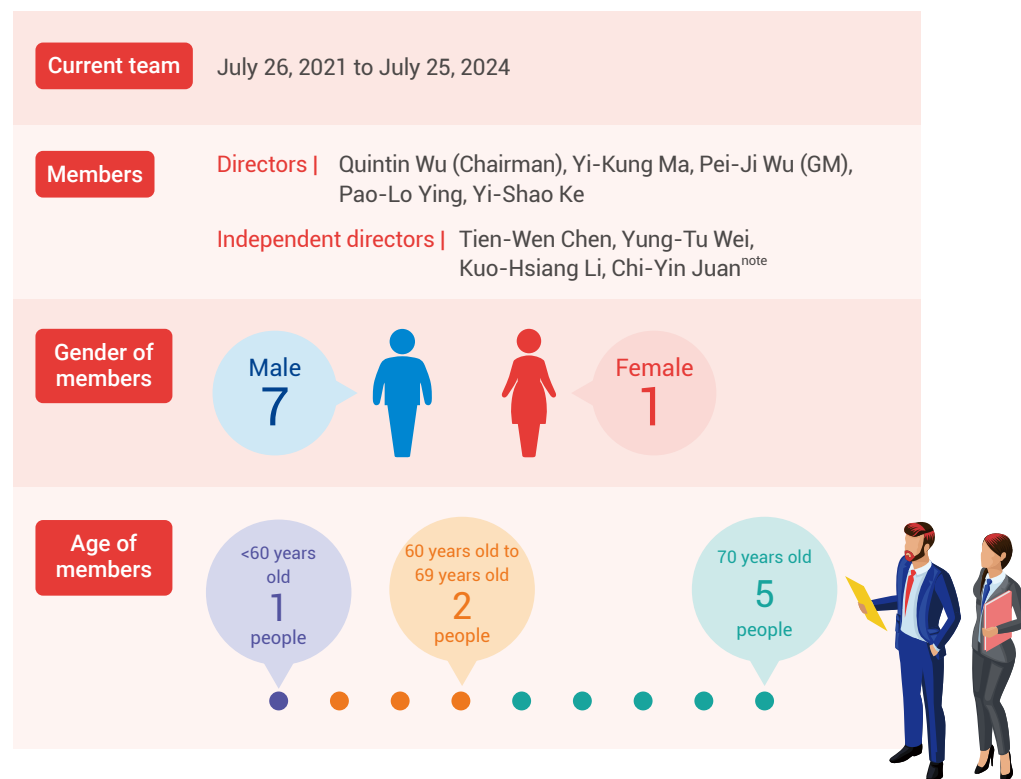 Current team
July 26, 2021 to July 25, 2024
Members
Directors |
Quintin Wu (Chairman), Yi-Kung Ma, Pei-Ji Wu (GM),
Pao-Lo Ying, Yi-Shao Ke
Independent directors |
Tien-Wen Chen, Yung-Tu Wei,
Kuo-Hsiang Li, Chi-Yin Juan note
Gender of
members
Male
7
Female
1
Age of
members
<60 years
old
1
people
60 years old to
69 years old
2
people
70 years old
5
people